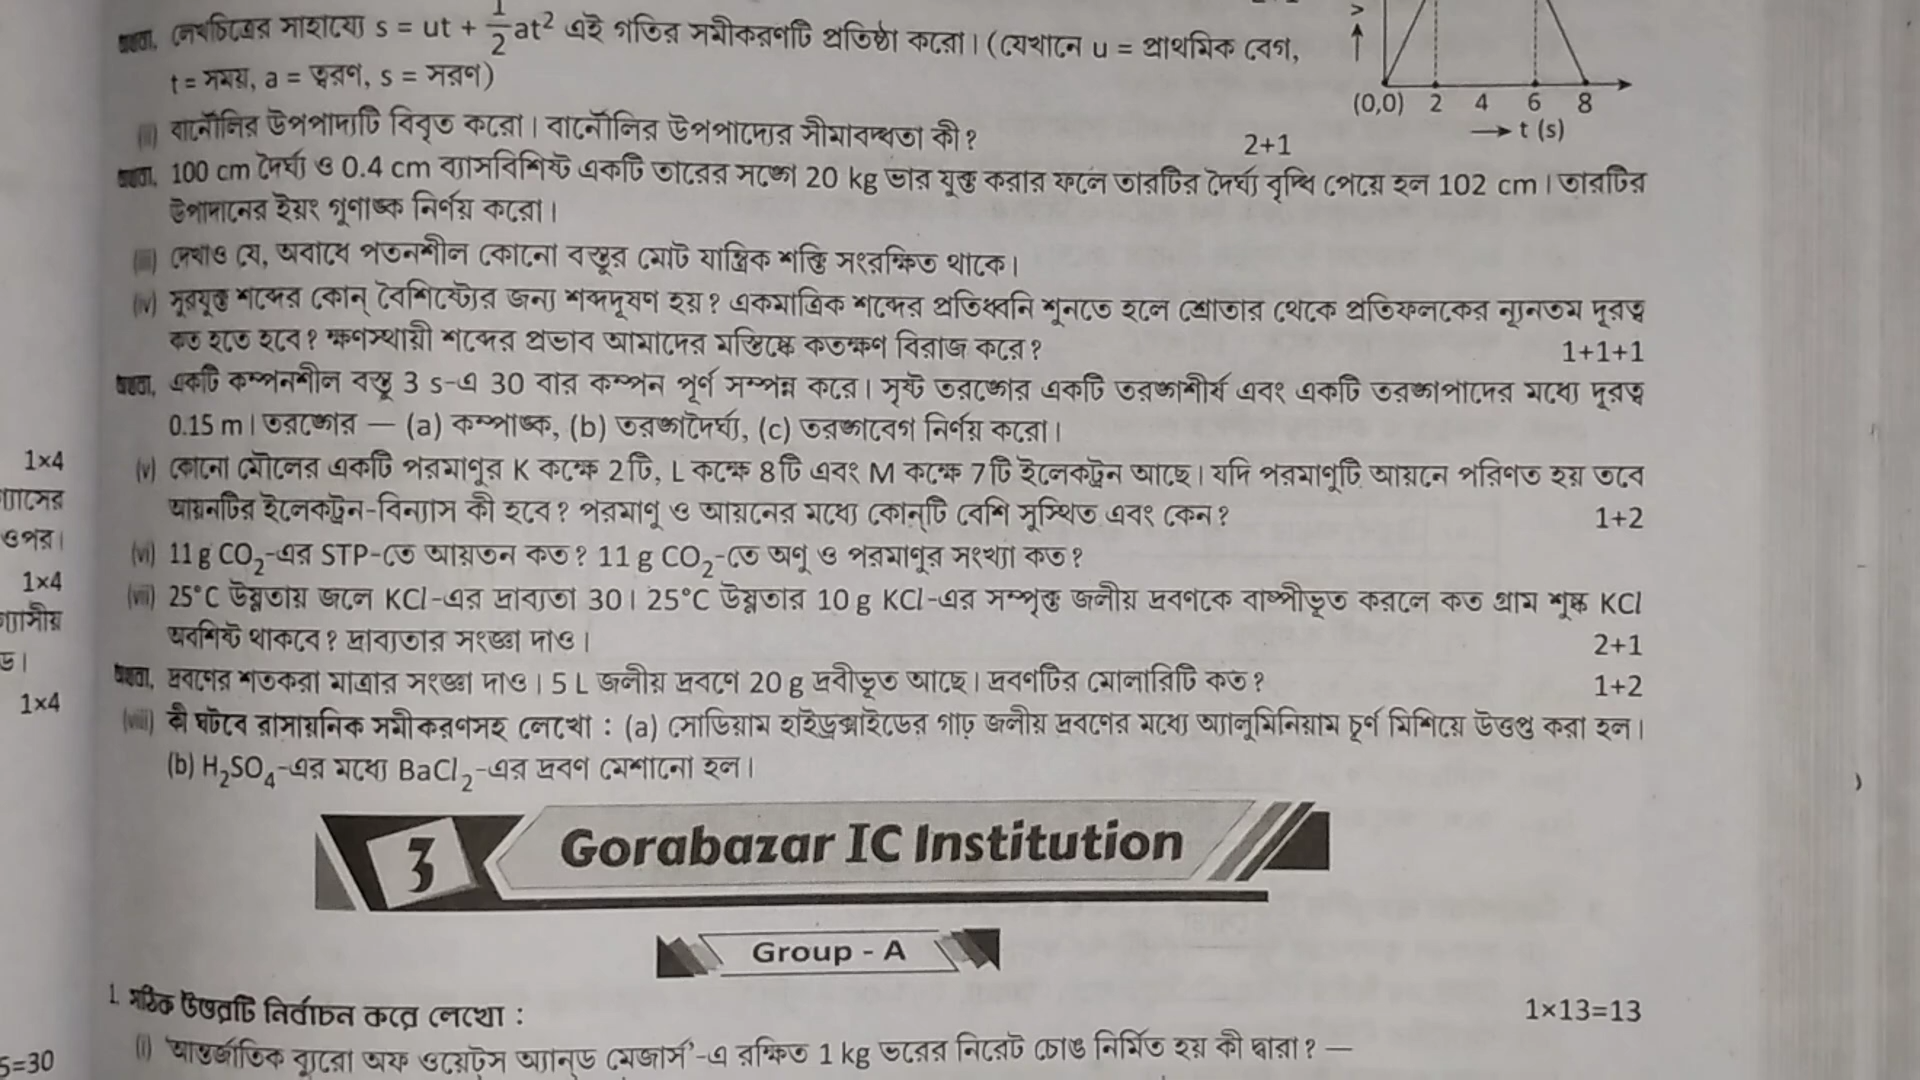 অথবা, লেখচিত্রের সাহায্যে s = ut + 1/2 at² এই গতির সমীকরণটি প্রতিষ্ঠা করো। (যেখানে u = প্রাথমিক বেগ,
t = সময়, a = ত্বরণ, s = সরণ)
(0,0) 2 4 6 8
t (s)
(ii) বার্নৌলির উপপাদ্যটি বিবৃত করো। বার্নৌলির উপপাদ্যের সীমাবদ্ধতা কী? 2+1
অথবা, 100 cm দৈর্ঘ্য ও 0.4 cm ব্যাসবিশিষ্ট একটি তারের সঙ্গে 20 kg ভার যুক্ত করার ফলে তারটির দৈর্ঘ্য বৃদ্ধি পেয়ে হল 102 cm। তারটির
উপাদানের ইয়ং গুণাঙ্ক নির্ণয় করো।
(iii) দেখাও যে, অবাধে পতনশীল কোনো বস্তুর মোট যান্ত্রিক শক্তি সংরক্ষিত থাকে।
(iv) সুরযুক্ত শব্দের কোন্ বৈশিষ্ট্যের জন্য শব্দদূষণ হয়? একমাত্রিক শব্দের প্রতিধ্বনি শুনতে হলে শ্রোতার থেকে প্রতিফলকের ন্যূনতম দূরত্ব
কত হতে হবে? ক্ষণস্থায়ী শব্দের প্রভাব আমাদের মস্তিষ্কে কতক্ষণ বিরাজ করে? 1+1+1
অথবা, একটি কম্পনশীল বস্তু 3 s-এ 30 বার কম্পন পূর্ণ সম্পন্ন করে। সৃষ্ট তরঙ্গের একটি তরঙ্গশীর্ষ এবং একটি তরঙ্গপাদের মধ্যে দূরত্ব
0.15 m। তরঙ্গের — (a) কম্পাঙ্ক, (b) তরঙ্গদৈর্ঘ্য, (c) তরঙ্গবেগ নির্ণয় করো।
(v) কোনো মৌলের একটি পরমাণুর K কক্ষে 2টি, L কক্ষে 8টি এবং M কক্ষে 7টি ইলেকট্রন আছে। যদি পরমাণুটি আয়নে পরিণত হয় তবে
আয়নটির ইলেকট্রন-বিন্যাস কী হবে? পরমাণু ও আয়নের মধ্যে কোন্‌টি বেশি সুস্থিত এবং কেন? 1+2
(vi) 11 g CO₂-এর STP-তে আয়তন কত? 11 g CO₂-তে অণু ও পরমাণুর সংখ্যা কত?
(vii) 25°C উষ্ণতায় জলে KCl-এর দ্রাব্যতা 30। 25°C উষ্ণতার 10 g KCl-এর সম্পৃক্ত জলীয় দ্রবণকে বাষ্পীভূত করলে কত গ্রাম শুষ্ক KCl
অবশিষ্ট থাকবে? দ্রাব্যতার সংজ্ঞা দাও। 2+1
অথবা, দ্রবণের শতকরা মাত্রার সংজ্ঞা দাও। 5 L জলীয় দ্রবণে 20 g দ্রবীভূত আছে। দ্রবণটির মোলারিটি কত? 1+2
(viii) কী ঘটবে রাসায়নিক সমীকরণসহ লেখো : (a) সোডিয়াম হাইড্রক্সাইডের গাঢ় জলীয় দ্রবণের মধ্যে অ্যালুমিনিয়াম চূর্ণ মিশিয়ে উত্তপ্ত করা হল।
(b) H₂SO₄-এর মধ্যে BaCl₂-এর দ্রবণ মেশানো হল।
3 Gorabazar IC Institution
Group - A
1. সঠিক উত্তরটি নির্বাচন করে লেখো : 1×13=13
(i) 'আন্তর্জাতিক ব্যুরো অফ ওয়েটস অ্যান্ড মেজার্স'-এ রক্ষিত 1 kg ভরের নিরেট চোঙ নির্মিত হয় কী দ্বারা? —
1×4
ওপর।
1×4
1×4
5=30